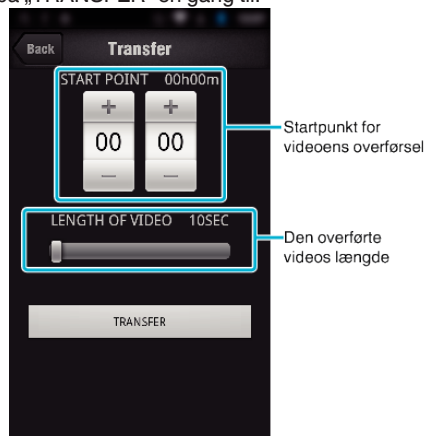 på „TRANSFER“ én gang til.
Back Transfer
START POINT 00h00m
+ +
00 00
— —
Startpunkt for
videoens overførsel
LENGTH OF VIDEO 10SEC
Den overførte
videos længde
TRANSFER